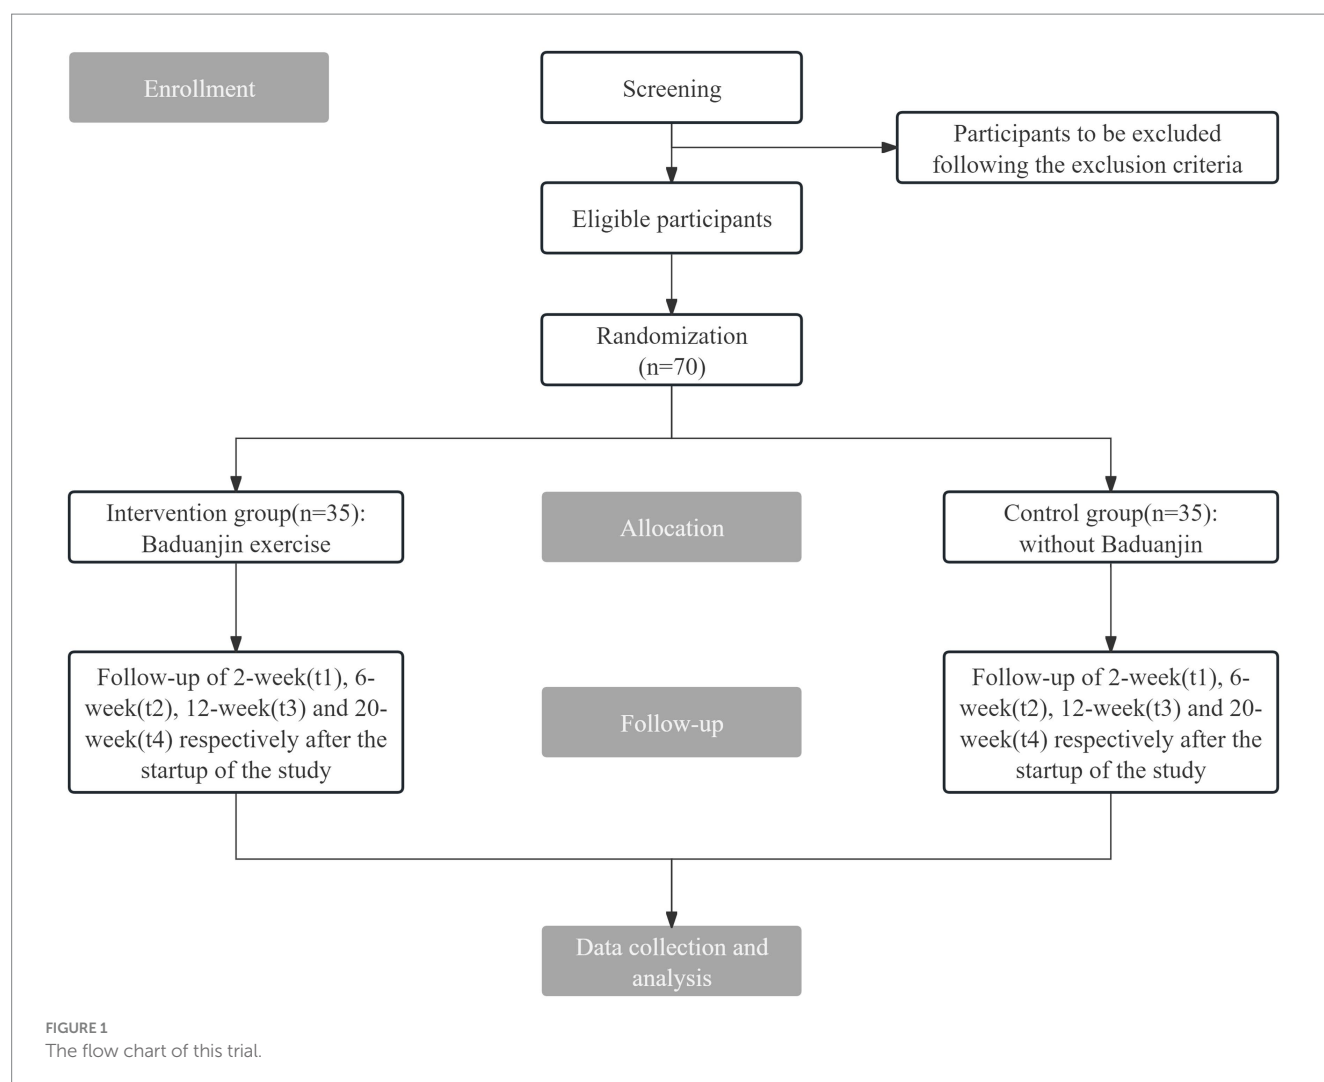 Enrollment
Screening
Participants to be excluded
following the exclusion criteria
Eligible participants
Randomization
(n=70)
Intervention group(n=35):
Baduanjin exercise
Allocation
Control group(n=35):
without Baduanjin
Follow-up of 2-week(t1), 6-
week(t2), 12-week(t3) and 20-
week(t4) respectively after the
startup of the study
Follow-up
Follow-up of 2-week(t1), 6-
week(t2), 12-week(t3) and 20-
week(t4) respectively after the
startup of the study
Data collection and
analysis
FIGURE 1
The flow chart of this trial.